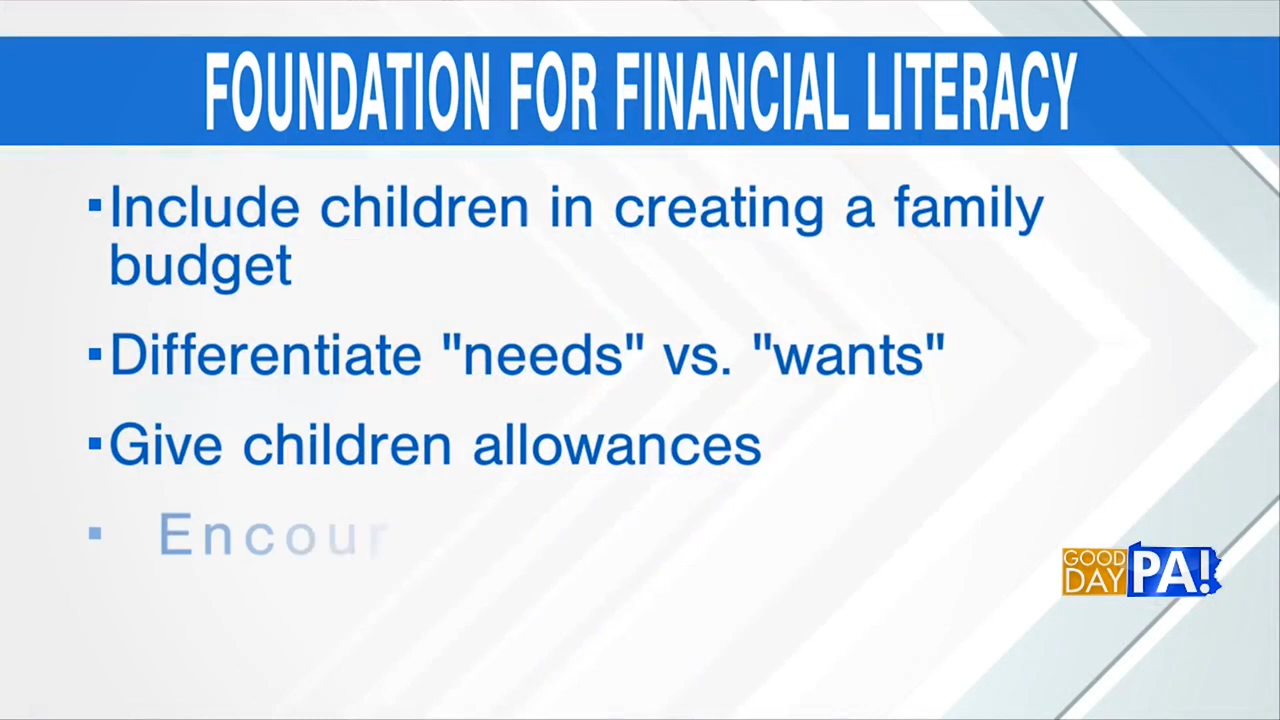 FOUNDATION FOR FINANCIAL LITERACY
▪Include children in creating a family
budget
▪Differentiate "needs" vs. "wants"
▪Give children allowances
▪ Encour
GOOD
DAY
PA!